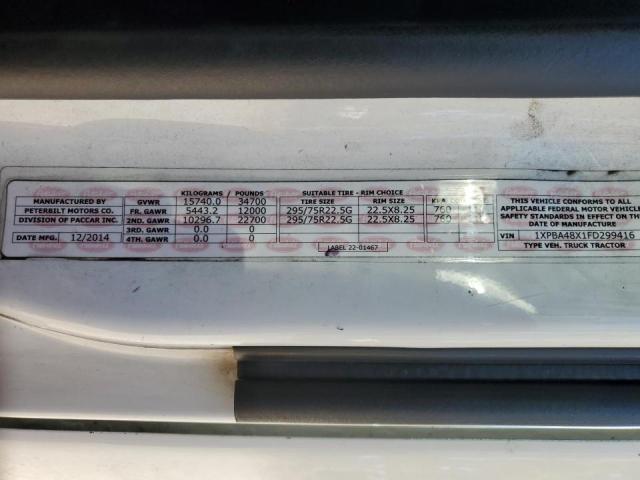 KILOGRAMS / POUNDS SUITABLE TIRE - RIM CHOICE
MANUFACTURED BY GVWR 15740.0 34700 TIRE SIZE RIM SIZE
PETERBILT MOTORS CO. FR. GAWR 5443.2 12000 295/75R22.5G 22.5X8.25 760
DIVISION OF PACCAR INC. 2ND. GAWR 10296.7 22700 295/75R22.5G 22.5X8.25 760
3RD. GAWR 0.0 0
DATE MFG. 12/2014 4TH. GAWR 0.0 0
LABEL 22-01467
THIS VEHICLE CONFORMS TO ALL
APPLICABLE FEDERAL MOTOR VEHICLE
SAFETY STANDARDS IN EFFECT ON
DATE OF MANUFACTURE
VIN 1XPBA48X1FD299416
TYPE VEH. TRUCK TRACTOR